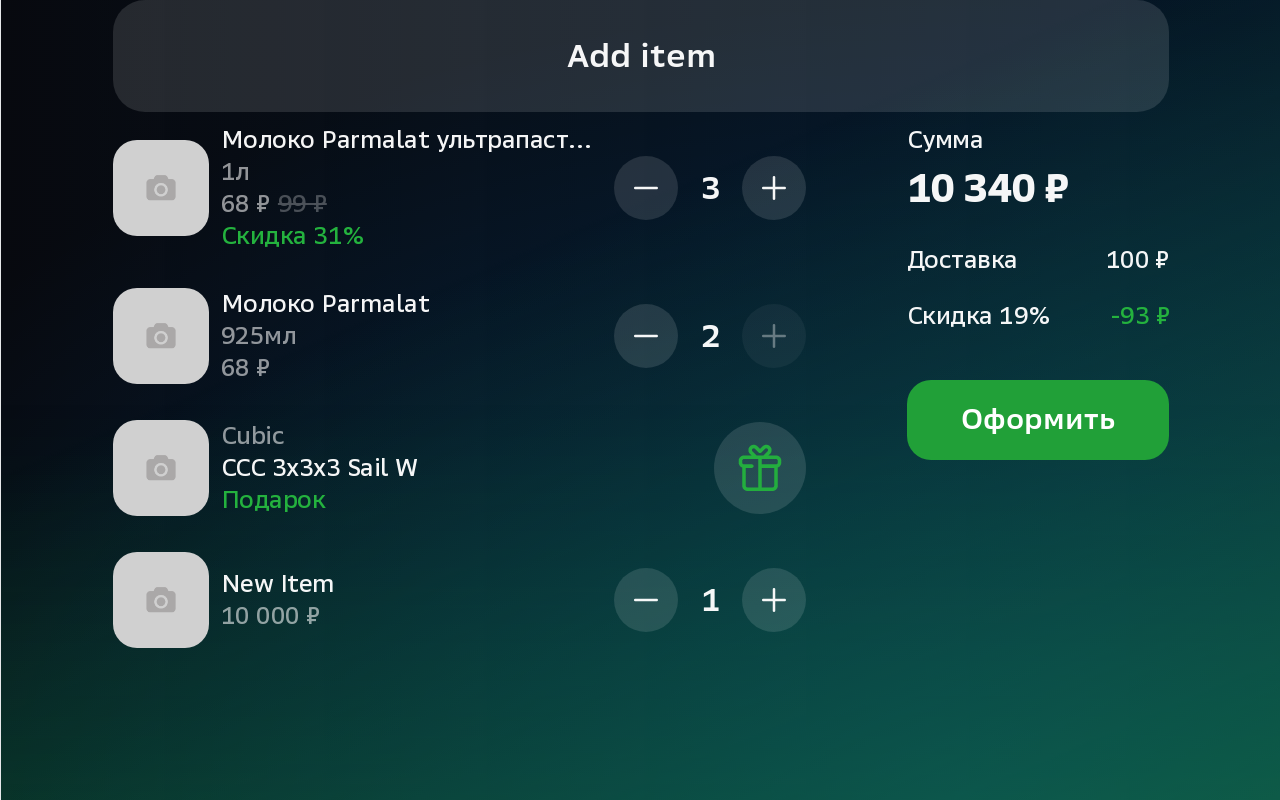 Add item
Молоко Parmalat ультрапаст...
1л
68 ₽ 99 ₽
Скидка 31%
3
Молоко Parmalat
925мл
68 ₽
2
Cubic
CCC 3x3x3 Sail W
Подарок
New Item
10 000 ₽
1
Сумма
10 340 ₽
Доставка 100 ₽
Скидка 19% -93 ₽
Оформить